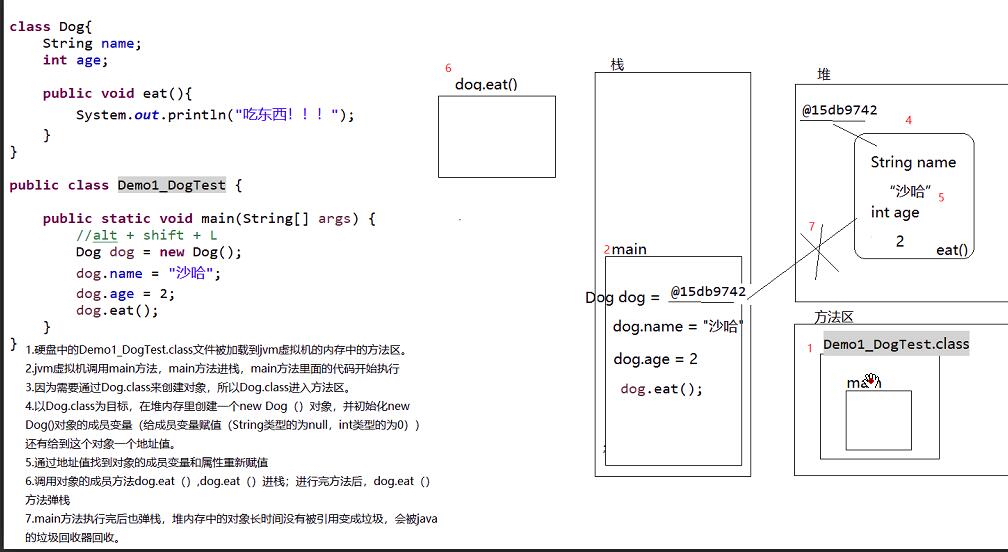 class Dog{
String name;
int age;
public void eat(){
System.out.println("吃东西！！！");
}
}
public class Demo1_DogTest {
public static void main(String[] args) {
//alt + shift + L
Dog dog = new Dog();
dog.name = "沙哈";
dog.age = 2;
dog.eat();
}
}
1.硬盘中的Demo1_DogTest.class文件被加载到jvm虚拟机的内存中的方法区。
2.jvm虚拟机调用main方法，main方法进栈，main方法里面的代码开始执行
3.因为需要通过Dog.class来创建对象，所以Dog.class进入方法区。
4.以Dog.class为目标，在堆内存里创建一个new Dog（）对象，并初始化new
Dog()对象的成员变量（给成员变量赋值（String类型的为null，int类型的为0））
还有给到这个对象一个地址值。
5.通过地址值找到对象的成员变量和属性重新赋值
6.调用对象的成员方法dog.eat（）,dog.eat（）进栈；进行完方法后，dog.eat（）
方法弹栈
7.main方法执行完后也弹栈，堆内存中的对象长时间没有被引用变成垃圾，会被java
的垃圾回收器回收。
6
dog.eat()
栈
2main
Dog dog = @15db9742
dog.name = "沙哈"
dog.age = 2
dog.eat();
堆
@15db9742
4
String name
“沙哈”
5
int age
2
eat()
7
方法区
1
Demo1_DogTest.class